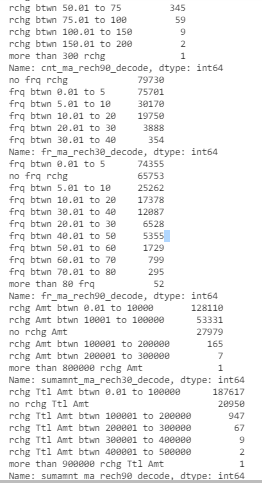 rchg btwn 50.01 to 75 345
rchg btwn 75.01 to 100 59
rchg btwn 100.01 to 150 9
rchg btwn 150.01 to 200 2
more than 300 rchg 1
Name: cnt_ma_rech90_decode, dtype: int64
no frq rchg 79730
frq btwn 0.01 to 5 75701
frq btwn 5.01 to 10 30170
frq btwn 10.01 to 20 19750
frq btwn 20.01 to 30 3888
frq btwn 30.01 to 40 354
Name: fr_ma_rech30_decode, dtype: int64
frq btwn 0.01 to 5 74355
no frq rchg 65753
frq btwn 5.01 to 10 25262
frq btwn 10.01 to 20 17378
frq btwn 30.01 to 40 12087
frq btwn 20.01 to 30 6528
frq btwn 40.01 to 50 5355
frq btwn 50.01 to 60 1729
frq btwn 60.01 to 70 799
frq btwn 70.01 to 80 295
more than 80 frq 52
Name: fr_ma_rech90_decode, dtype: int64
rchg Amt btwn 0.01 to 10000 128110
rchg Amt btwn 10001 to 100000 53331
no rchg Amt 27979
rchg Amt btwn 100001 to 200000 165
rchg Amt btwn 200001 to 300000 7
more than 800000 rchg Amt 1
Name: sumamnt_ma_rech30_decode, dtype: int64
rchg Ttl Amt btwn 0.01 to 100000 187617
no rchg Ttl Amt 20950
rchg Ttl Amt btwn 100001 to 200000 947
rchg Ttl Amt btwn 200001 to 300000 67
rchg Ttl Amt btwn 300001 to 400000 9
rchg Ttl Amt btwn 400001 to 500000 2
more than 900000 rchg Ttl Amt 1
Name: sumamnt_ma_rech90_decode, dtype: int64